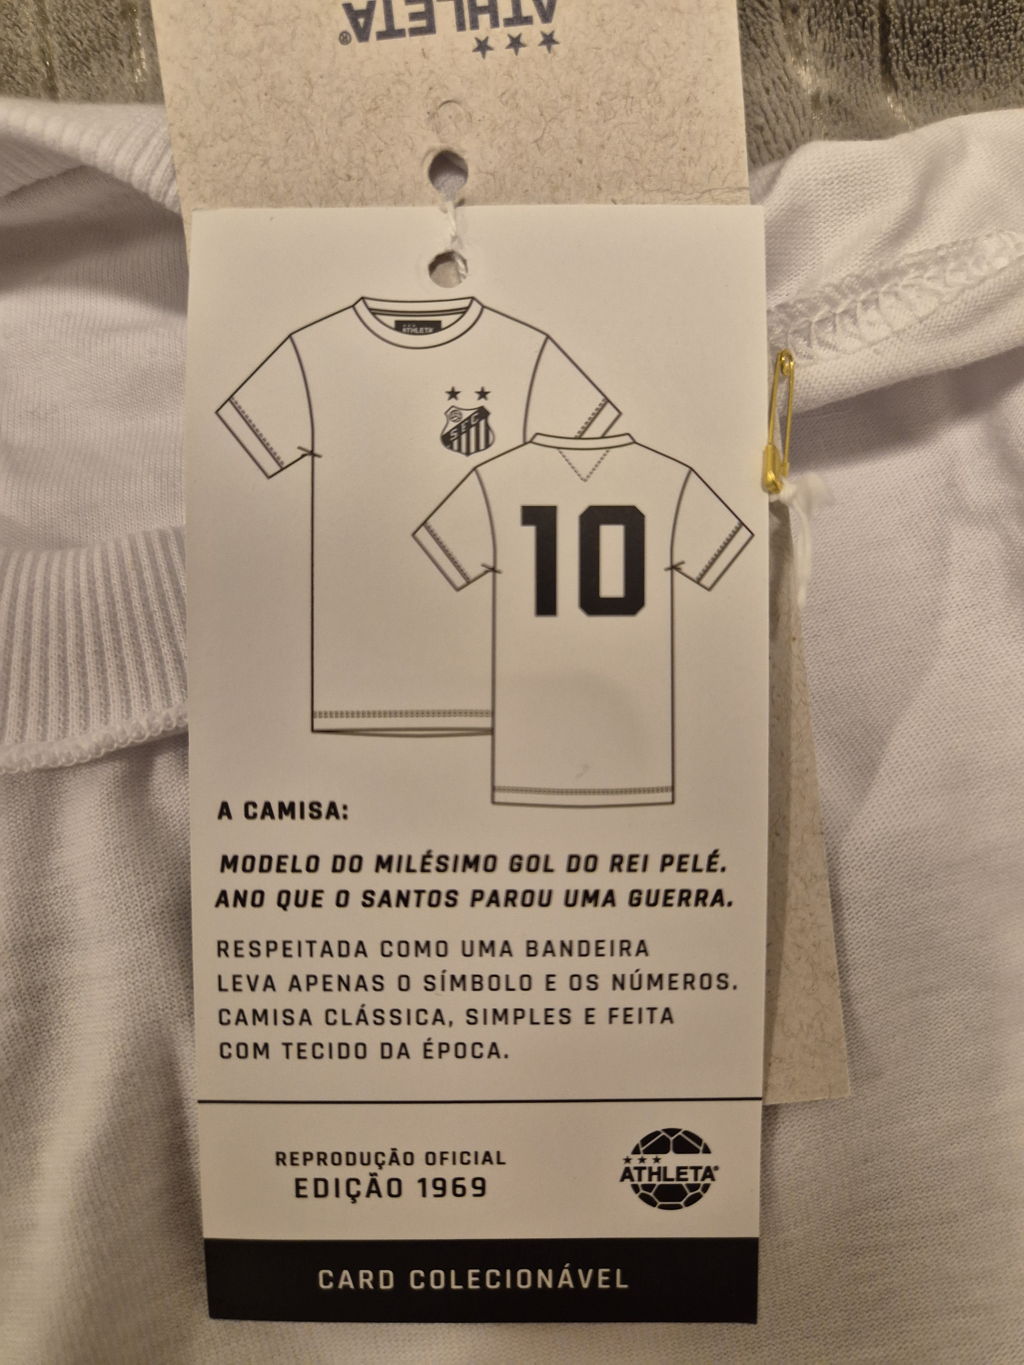 ATHLETA®
ATHLETA
SFC
10
A CAMISA:
MODELO DO MILÉSIMO GOL DO REI PELÉ.
ANO QUE O SANTOS PAROU UMA GUERRA.
RESPEITADA COMO UMA BANDEIRA
LEVA APENAS O SÍMBOLO E OS NÚMEROS.
CAMISA CLÁSSICA, SIMPLES E FEITA
COM TECIDO DA ÉPOCA.
REPRODUÇÃO OFICIAL
EDIÇÃO 1969
ATHLETA®
CARD COLECIONÁVEL